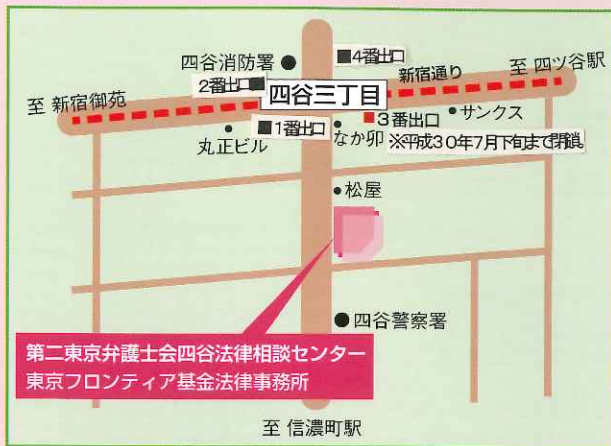 四谷消防署
4番出口
新宿通り
至 四ツ谷駅
2番出口
至 新宿御苑
四谷三丁目
サンクス
3番出口
1番出口
なか卯
丸正ビル
※平成30年7月下旬まで閉鎖。
松屋
四谷警察署
第二東京弁護士会四谷法律相談センター
東京フロンティア基金法律事務所
至 信濃町駅